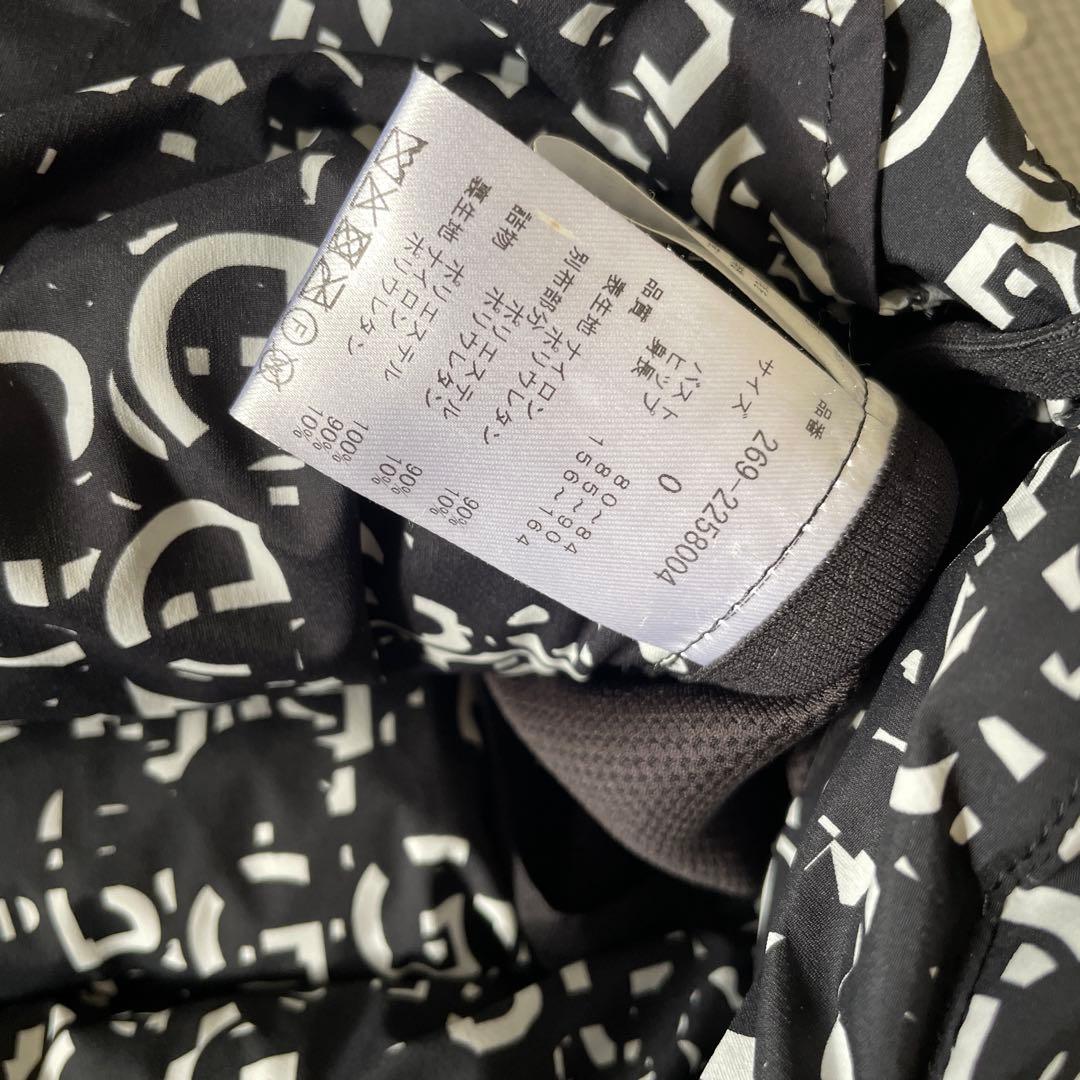 品番 269-2258004
サイズ 0
バスト 80~84
ヒップ 85~90
身長 156~164
品質
表生地 ナイロン 90%
ポリウレタン 10%
別布部分 ポリエステル 90%
ポリウレタン 10%
詰物 ポリエステル 100%
裏生地 ナイロン 90%
ポリウレタン 10%
F